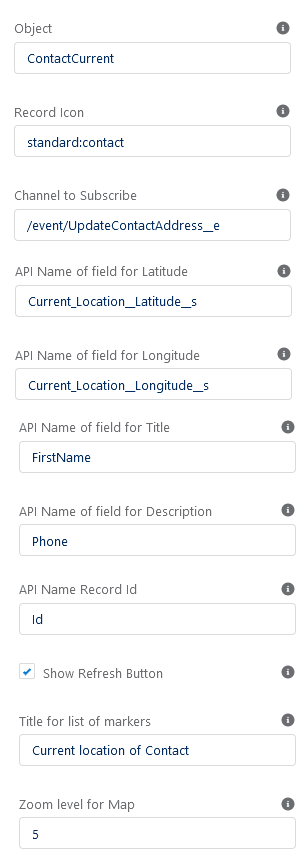 Object
ContactCurrent
Record Icon
standard:contact
Channel to Subscribe
/event/UpdateContactAddress__e
API Name of field for Latitude
Current_Location__Latitude__s
API Name of field for Longitude
Current_Location__Longitude__s
API Name of field for Title
FirstName
API Name of field for Description
Phone
API Name Record Id
Id
Show Refresh Button
Title for list of markers
Current location of Contact
Zoom level for Map
5